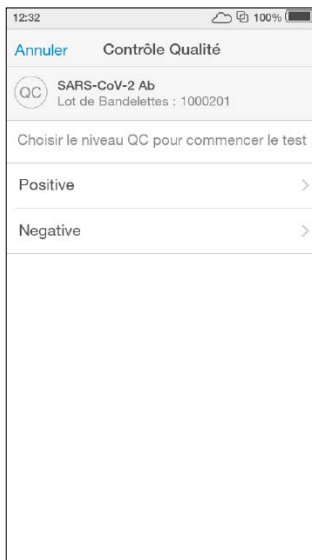 12:32 100%
Annuler Contrôle Qualité
QC
SARS-CoV-2 Ab
Lot de Bandelettes : 1000201
Choisir le niveau QC pour commencer le test
Positive
Negative